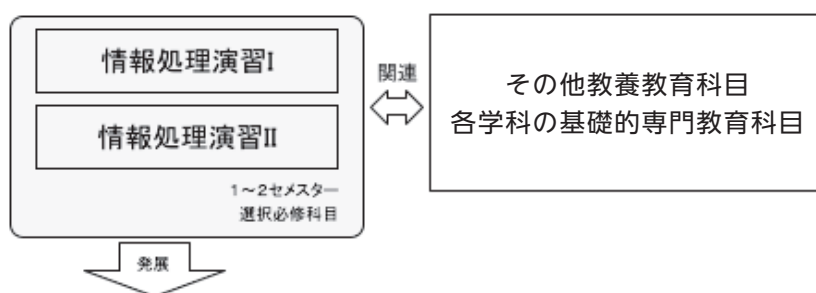 情報処理演習I
情報処理演習II
1～2セメスター
選択必修科目
関連
その他教養教育科目
各学科の基礎的専門教育科目
発展